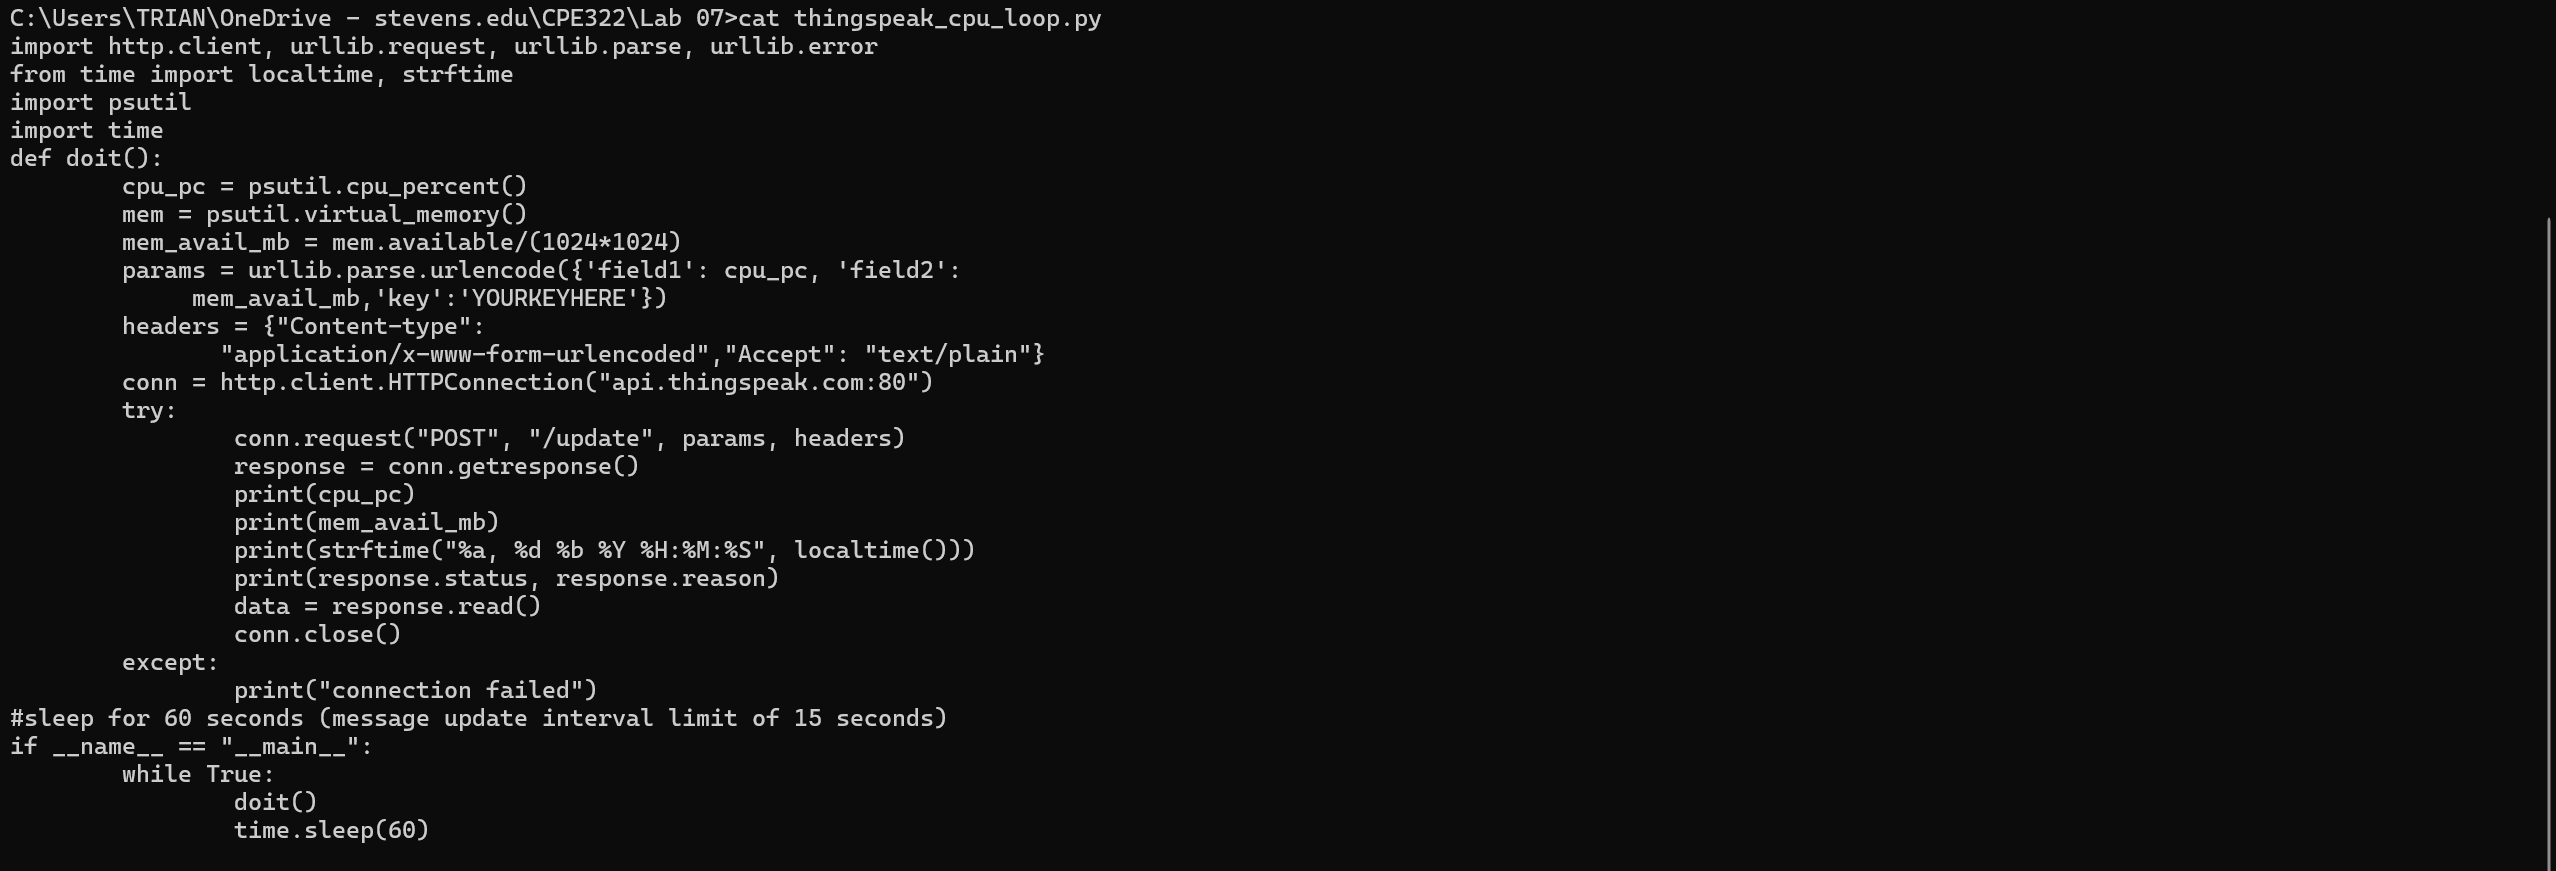 C:\Users\TRIAN\OneDrive - stevens.edu\CPE322\Lab 07>cat thingspeak_cpu_loop.py
import http.client, urllib.request, urllib.parse, urllib.error
from time import localtime, strftime
import psutil
import time
def doit():
        cpu_pc = psutil.cpu_percent()
        mem = psutil.virtual_memory()
        mem_avail_mb = mem.available/(1024*1024)
        params = urllib.parse.urlencode({'field1': cpu_pc, 'field2':
             mem_avail_mb,'key':'YOURKEYHERE'})
        headers = {"Content-type":
               "application/x-www-form-urlencoded","Accept": "text/plain"}
        conn = http.client.HTTPConnection("api.thingspeak.com:80")
        try:
                conn.request("POST", "/update", params, headers)
                response = conn.getresponse()
                print(cpu_pc)
                print(mem_avail_mb)
                print(strftime("%a, %d %b %Y %H:%M:%S", localtime()))
                print(response.status, response.reason)
                data = response.read()
                conn.close()
        except:
                print("connection failed")
#sleep for 60 seconds (message update interval limit of 15 seconds)
if __name__ == "__main__":
        while True:
                doit()
                time.sleep(60)